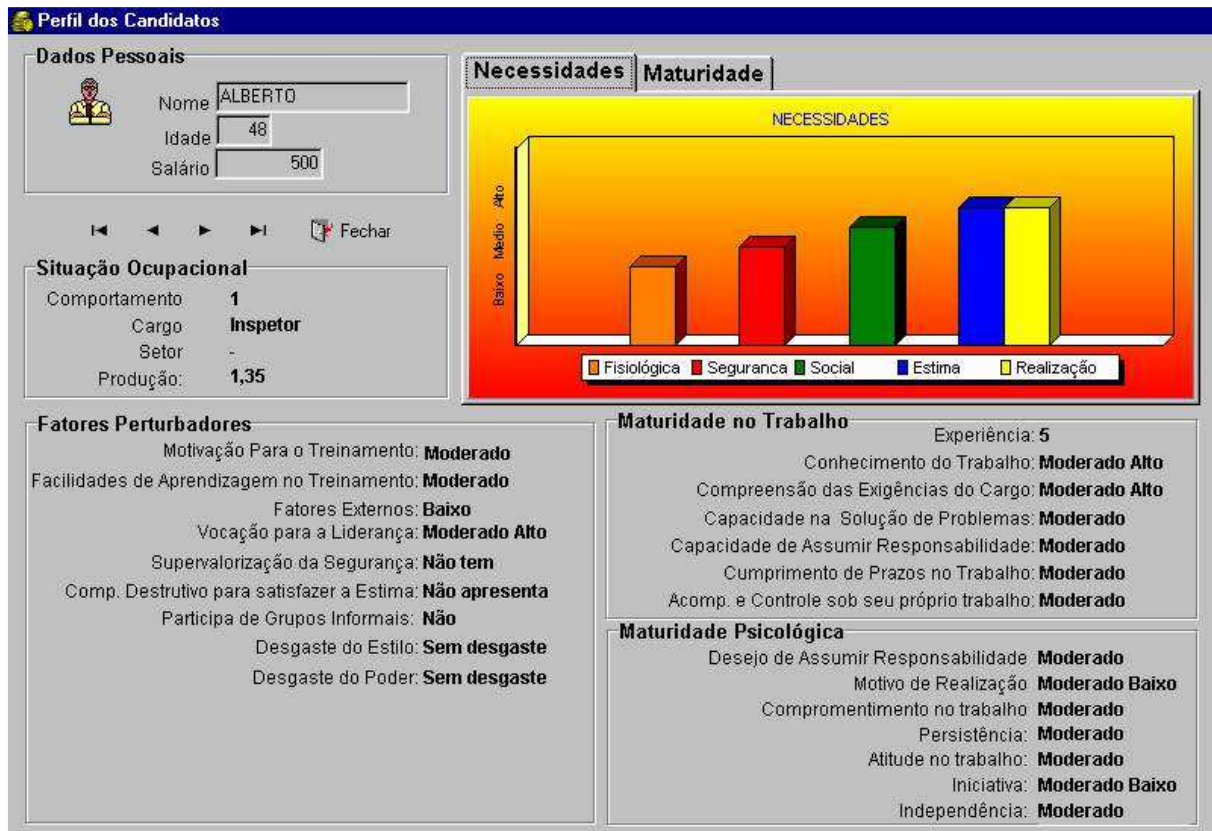 Perfil dos Candidatos
Dados Pessoais
Nome ALBERTO
Idade 48
Salário 500
Fechar
Situação Ocupacional
Comportamento 1
Cargo Inspetor
Setor -
Produção: 1,35
Necessidades Maturidade
NECESSIDADES
Baixo Medio Alto
Fisiológica Seguranca Social Estima Realização
Fatores Perturbadores
Motivação Para o Treinamento: Moderado
Facilidades de Aprendizagem no Treinamento: Moderado
Fatores Externos: Baixo
Vocação para a Liderança: Moderado Alto
Supervalorização da Segurança: Não tem
Comp. Destrutivo para satisfazer a Estima: Não apresenta
Participa de Grupos Informais: Não
Desgaste do Estilo: Sem desgaste
Desgaste do Poder: Sem desgaste
Maturidade no Trabalho
Experiência: 5
Conhecimento do Trabalho: Moderado Alto
Compreensão das Exigências do Cargo: Moderado Alto
Capacidade na Solução de Problemas: Moderado
Capacidade de Assumir Responsabilidade: Moderado
Cumprimento de Prazos no Trabalho: Moderado
Acomp. e Controle sob seu próprio trabalho: Moderado
Maturidade Psicológica
Desejo de Assumir Responsabilidade Moderado
Motivo de Realização Moderado Baixo
Compromentimento no trabalho Moderado
Persistência: Moderado
Atitude no trabalho: Moderado
Iniciativa: Moderado Baixo
Independência: Moderado